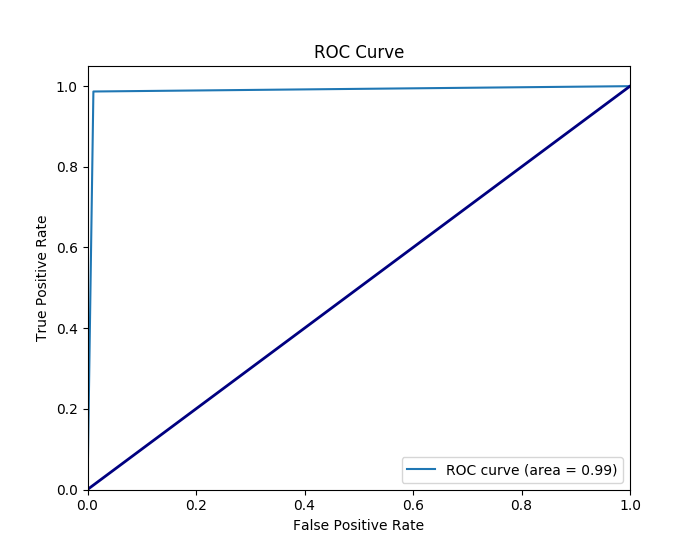 ROC Curve
1.0
0.8
0.6
0.4
0.2
0.0
True Positive Rate
ROC curve (area = 0.99)
0.0 0.2 0.4 0.6 0.8 1.0
False Positive Rate